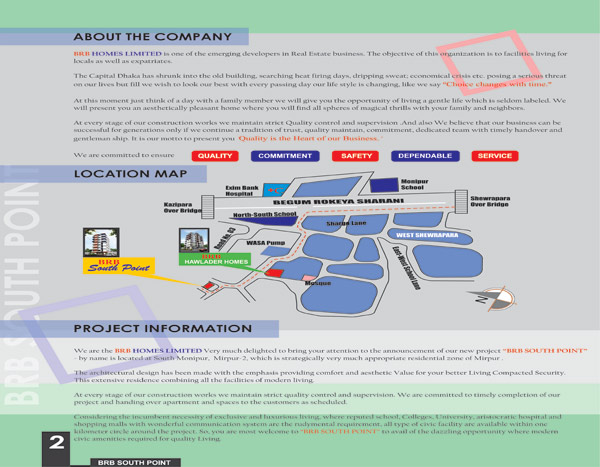 ABOUT THE COMPANY
BRB HOMES LIMITED is one of the emerging developers in Real Estate business. The objective of this organization is to facilities living for
locals as well as expatriates.
The Capital Dhaka has shrunk into the old building, searching heat firing days, dripping sweat; economical crisis etc. posing a serious threat
on our lives but fill we wish to look our best with every passing day our life style is changing, like we say "Choice changes with time."
At this moment just think of a day with a family member we will give you the opportunity of living a gentle life which is seldom labeled. We
will present you an aesthetically pleasant home where you will find all spheres of magical thrills with your family and neighbors.
At every stage of our construction works we maintain strict Quality control and supervision .And also We believe that our business can be
successful for generations only if we continue a tradition of trust, quality maintain, commitment, dedicated team with timely handover and
gentleman ship. It is our motto to present you Quality is the Heart of our Business.
We are committed to ensure QUALITY COMMITMENT SAFETY DEPENDABLE SERVICE
LOCATION MAP
Exim Bank
Hospital
Monipur
School
Kazipara
Over Bridge
BEGUM ROKEYA SHARANI
Shewrapara
Over Bridge
North-South School
Shargo Lane
Road No. 03
WASA Pump
WEST SHEWRAPARA
East-West School Lane
BRB
HAWLADER HOMES
BRB
South Point
Mosque
N
PROJECT INFORMATION
We are the BRB HOMES LIMITED Very much delighted to bring your attention to the announcement of our new project "BRB SOUTH POINT"
- by name is located at South Monipur, Mirpur-2, which is strategically very much appropriate residential zone of Mirpur .
The architectural design has been made with the emphasis providing comfort and aesthetic Value for your better Living Compacted Security.
This extensive residence combining all the facilities of modern living.
At every stage of our construction works we maintain strict quality control and supervision. We are committed to timely completion of our
project and handing over apartment and spaces to the customers as scheduled.
Considering the incumbent necessity of exclusive and luxurious living, where reputed school, Colleges, University, aristocratic hospital and
shopping malls with wonderful communication system are the rudymental requirement, all type of civic facility are available within one
kilometer circle around the project. So, you are most welcome to "BRB SOUTH POINT" to avail of the dazzling opportunity where modern
civic amenities required for quality Living.
BRB SOUTH POINT
2
BRB SOUTH POINT